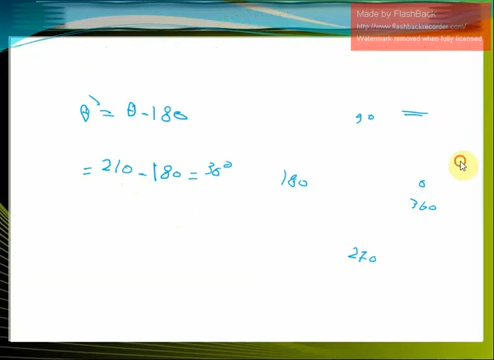 Made by FlashBack
http://www.flashbackrecorder.com/
Watermark removed when fully licensed
θ' = θ - 180
= 210 - 180 = 30°
90
180
0
360
270